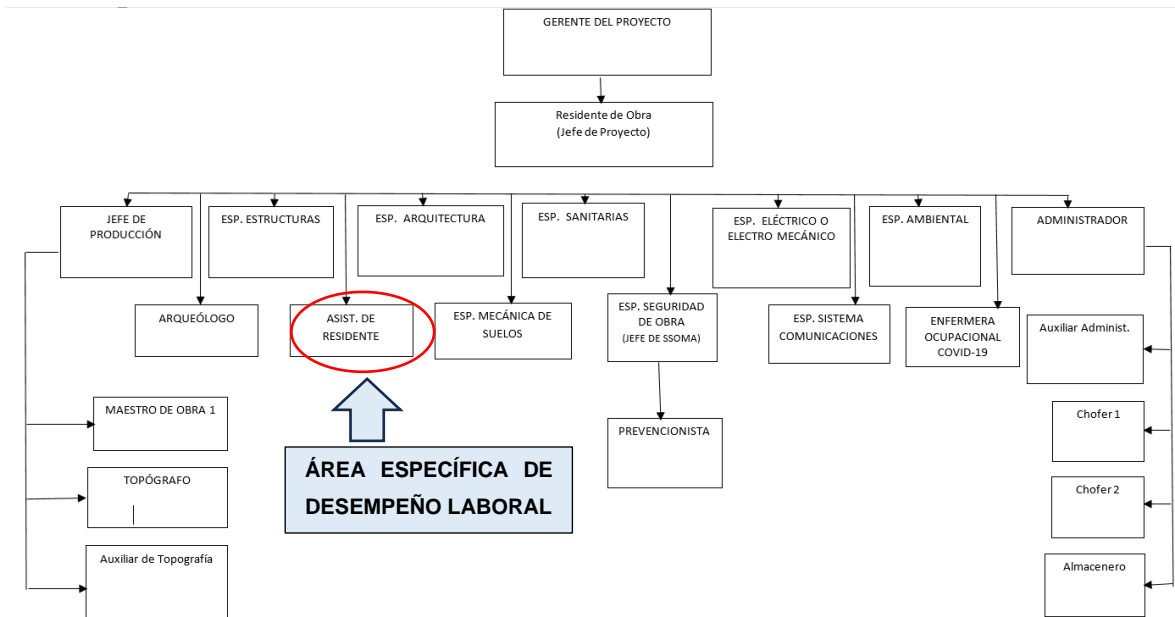 GERENTE DEL PROYECTO
Residente de Obra
(Jefe de Proyecto)
JEFE DE
PRODUCCIÓN
ESP. ESTRUCTURAS
ESP. ARQUITECTURA
ESP. SANITARIAS
ESP. ELÉCTRICO O
ELECTRO MECÁNICO
ESP. AMBIENTAL
ADMINISTRADOR
ARQUEÓLOGO
ASIST. DE
RESIDENTE
ESP. MECÁNICA DE
SUELOS
ESP. SEGURIDAD
DE OBRA
(JEFE DE SSOMA)
ESP. SISTEMA
COMUNICACIONES
ENFERMERA
OCUPACIONAL
COVID-19
Auxiliar Administ.
MAESTRO DE OBRA 1
PREVENCIONISTA
Chofer 1
ÁREA ESPECÍFICA DE
DESEMPEÑO LABORAL
TOPÓGRAFO
Chofer 2
Auxiliar de Topografía
Almacenero